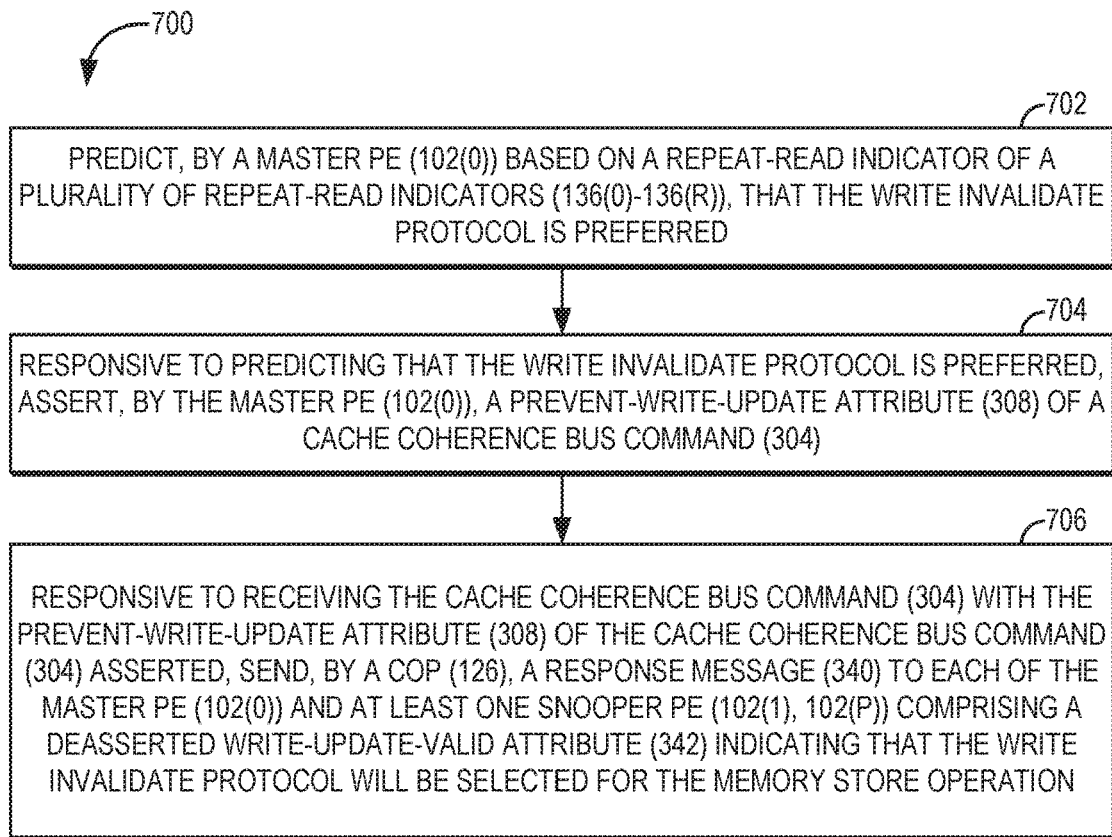 700
702
PREDICT, BY A MASTER PE (102(0)) BASED ON A REPEAT-READ INDICATOR OF A
PLURALITY OF REPEAT-READ INDICATORS (136(0)-136(R)), THAT THE WRITE INVALIDATE
PROTOCOL IS PREFERRED
704
RESPONSIVE TO PREDICTING THAT THE WRITE INVALIDATE PROTOCOL IS PREFERRED,
ASSERT, BY THE MASTER PE (102(0)), A PREVENT-WRITE-UPDATE ATTRIBUTE (308) OF A
CACHE COHERENCE BUS COMMAND (304)
706
RESPONSIVE TO RECEIVING THE CACHE COHERENCE BUS COMMAND (304) WITH THE
PREVENT-WRITE-UPDATE ATTRIBUTE (308) OF THE CACHE COHERENCE BUS COMMAND
(304) ASSERTED, SEND, BY A COP (126), A RESPONSE MESSAGE (340) TO EACH OF THE
MASTER PE (102(0)) AND AT LEAST ONE SNOOPER PE (102(1), 102(P)) COMPRISING A
DEASSERTED WRITE-UPDATE-VALID ATTRIBUTE (342) INDICATING THAT THE WRITE
INVALIDATE PROTOCOL WILL BE SELECTED FOR THE MEMORY STORE OPERATION